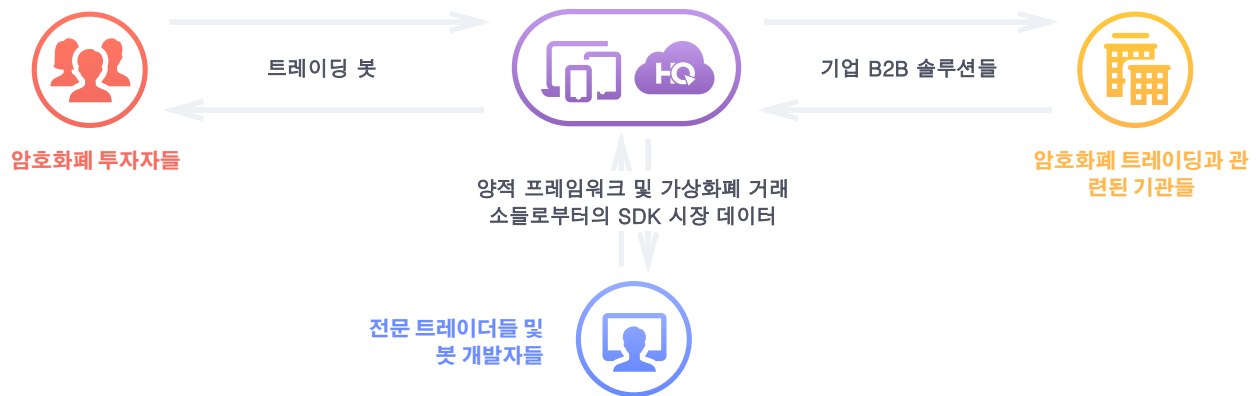 트레이딩 봇
HQ
기업 B2B 솔루션들
암호화폐 투자자들
암호화폐 트레이딩과 관
련된 기관들
양적 프레임워크 및 가상화폐 거래
소들로부터의 SDK 시장 데이터
전문 트레이더들 및
봇 개발자들